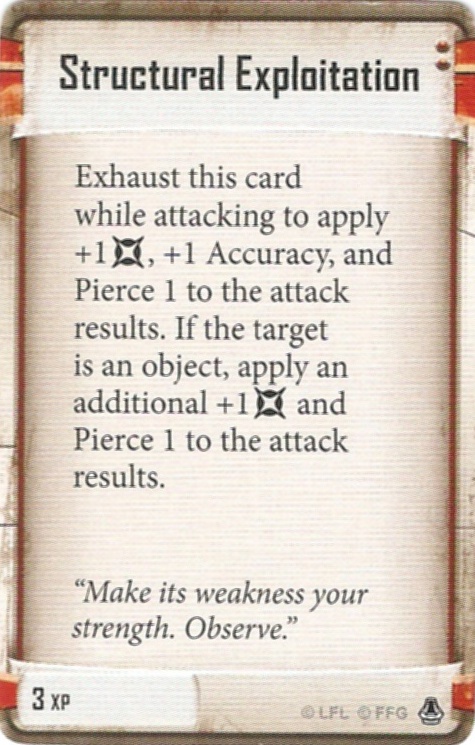 Structural Exploitation
Exhaust this card
while attacking to apply
+1, +1 Accuracy, and
Pierce 1 to the attack
results. If the target
is an object, apply an
additional +1 and
Pierce 1 to the attack
results.
“Make its weakness your
strength. Observe.”
3 XP
© LFL © FFG